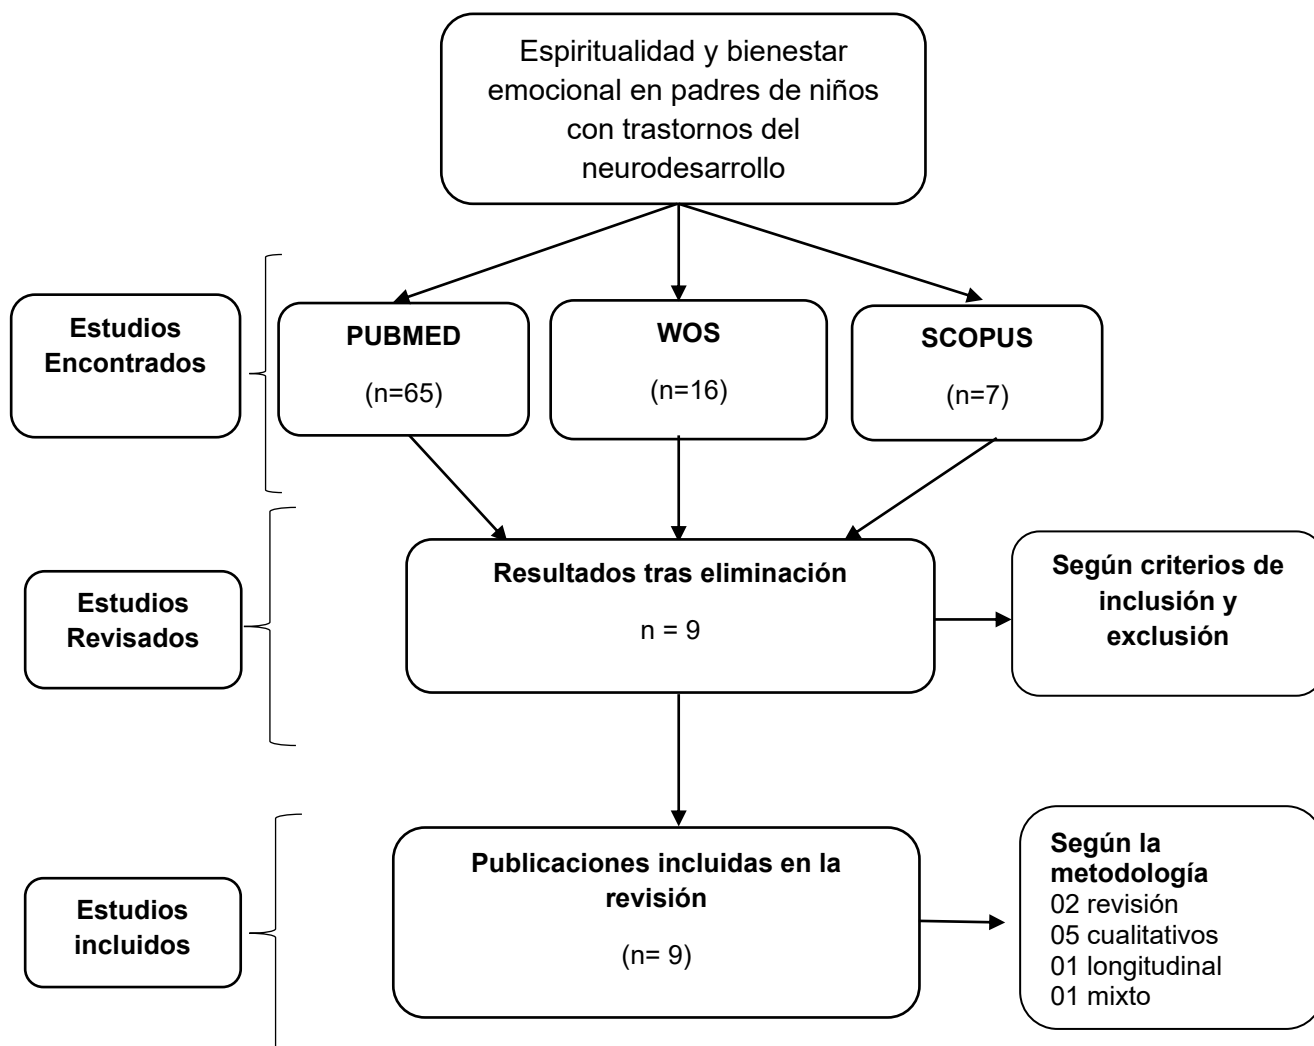 Espiritualidad y bienestar
emocional en padres de niños
con trastornos del
neurodesarrollo
Estudios
Encontrados
PUBMED
(n=65)
WOS
(n=16)
SCOPUS
(n=7)
Estudios
Revisados
Resultados tras eliminación
n = 9
Según criterios de
inclusión y
exclusión
Estudios
incluidos
Publicaciones incluidas en la
revisión
(n= 9)
Según la
metodología
02 revisión
05 cualitativos
01 longitudinal
01 mixto